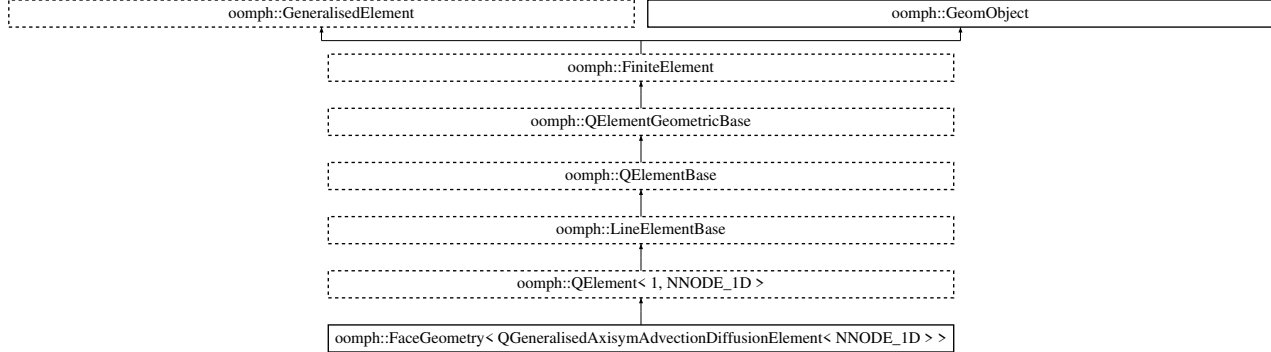 oomph::GeneralisedElement
oomph::GeomObject
oomph::FiniteElement
oomph::QElementGeometricBase
oomph::QElementBase
oomph::LineElementBase
oomph::QElement< 1, NNODE_1D >
oomph::FaceGeometry< QGeneralisedAxisymAdvectionDiffusionElement< NNODE_1D > >